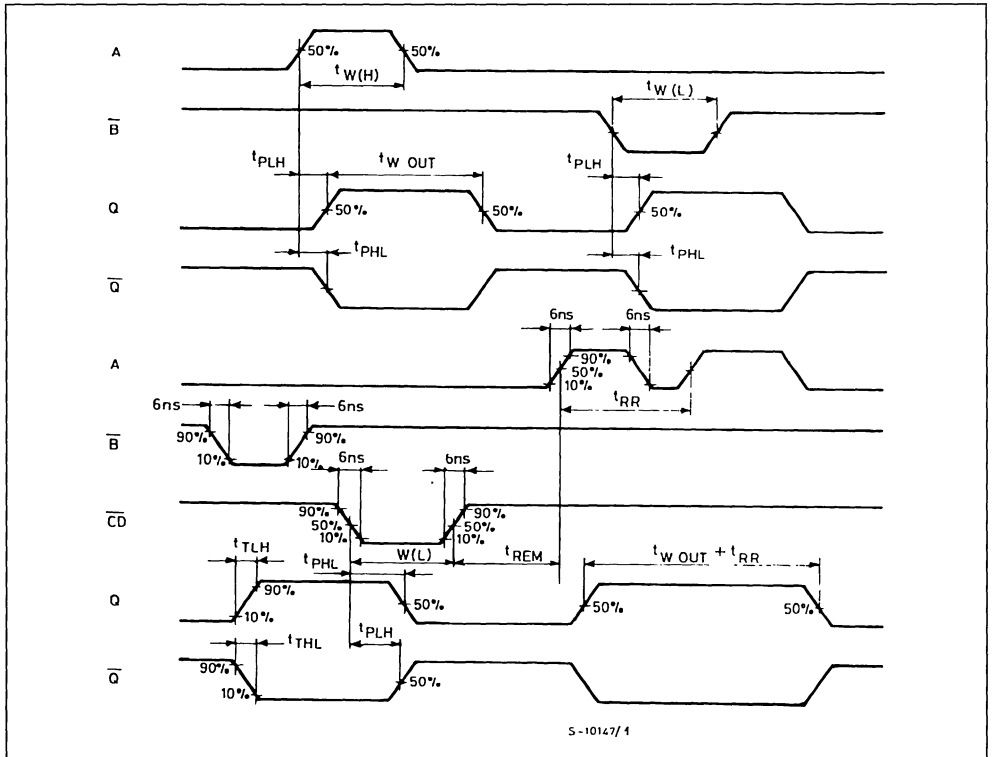 A
50%
50%
t W(H)
t W(L)
B
t PLH
t W OUT
t PLH
Q
50%
50%
50%
t PHL
t PHL
Q
6ns
6ns
A
90%
50%
10%
t RR
6ns
6ns
B
90%
90%
10%
10%
6ns
6ns
CD
90%
90%
50%
50%
10%
10%
t TLH
W(L)
t REM
t W OUT + t RR
t PHL
Q
90%
10%
50%
50%
50%
t THL
t PLH
Q
90%
10%
50%
S-10147/1